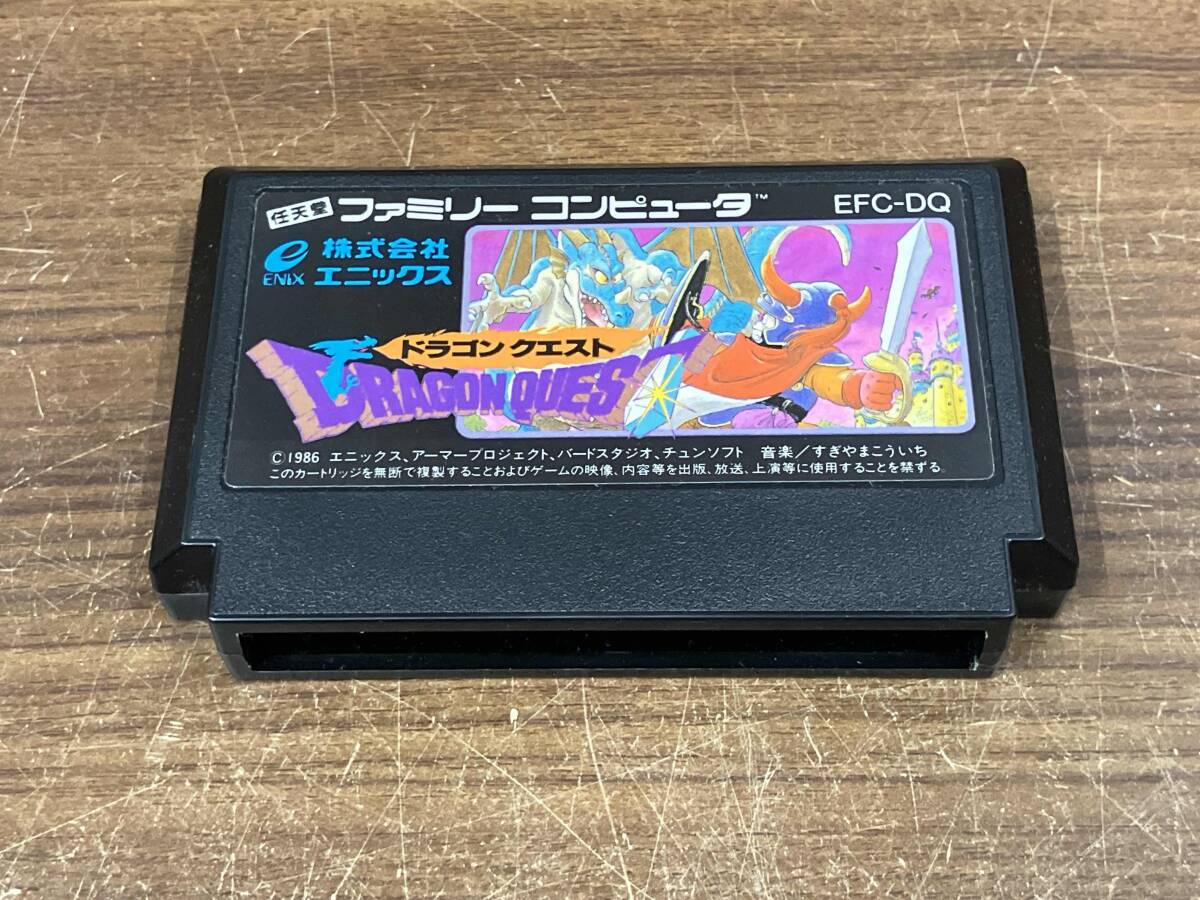 任天堂 ファミリー コンピュータ™ EFC-DQ
e 株式会社
ENIX エニックス
ドラゴン クエスト
DRAGON QUEST
©1986 エニックス、アーマープロジェクト、バードスタジオ、チュンソフト 音楽/すぎやまこういち
このカートリッジを無断で複製することおよびゲームの映像、内容等を出版、放送、上演等に使用することを禁ずる。